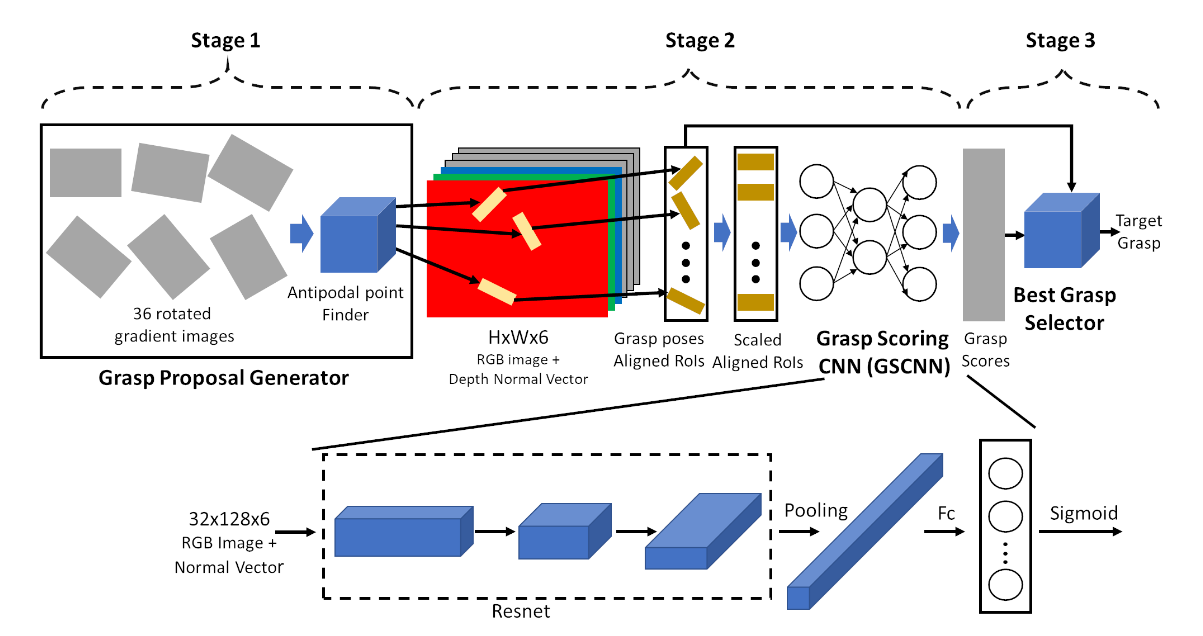 Stage 1
Stage 2
Stage 3
36 rotated
gradient images
Antipodal point
Finder
Grasp Proposal Generator
HxWx6
RGB image +
Depth Normal Vector
Grasp poses
Aligned RoIs
Scaled
Aligned RoIs
Grasp Scoring
CNN (GSCNN)
Grasp
Scores
Best Grasp
Selector
Target
Grasp
32x128x6
RGB Image +
Normal Vector
Resnet
Pooling
Fc
Sigmoid